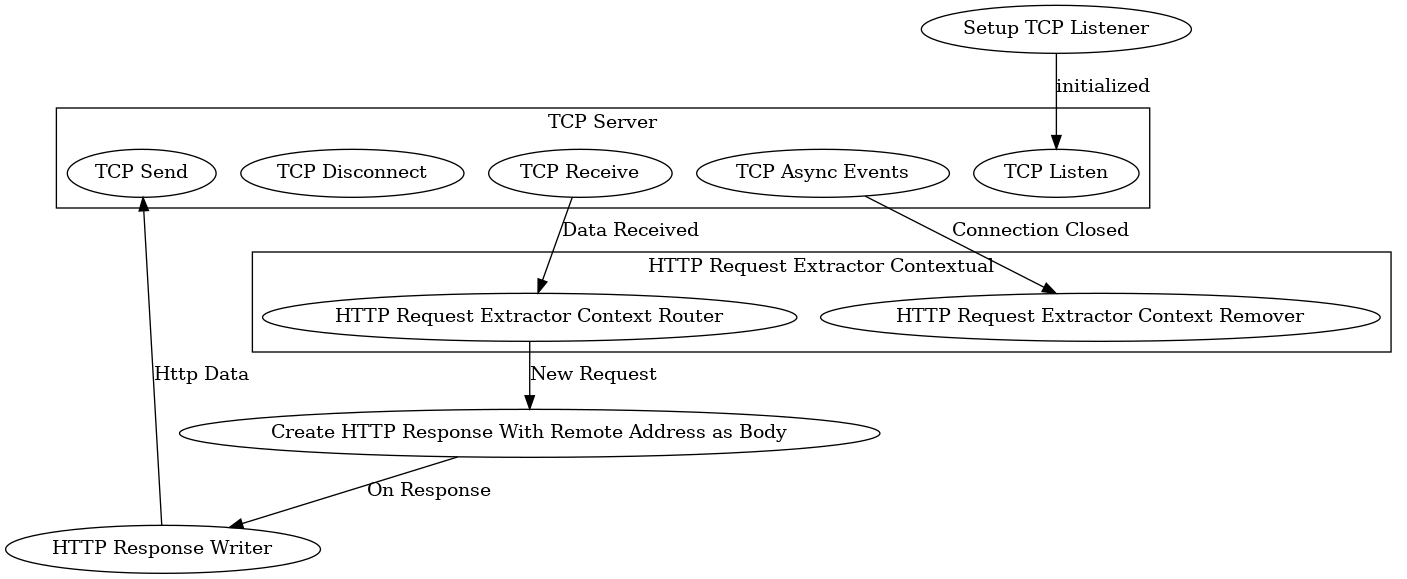 Setup TCP Listener
initialized
TCP Server
TCP Send
TCP Disconnect
TCP Receive
TCP Async Events
TCP Listen
Data Received
Connection Closed
HTTP Request Extractor Contextual
HTTP Request Extractor Context Router
HTTP Request Extractor Context Remover
Http Data
New Request
Create HTTP Response With Remote Address as Body
On Response
HTTP Response Writer